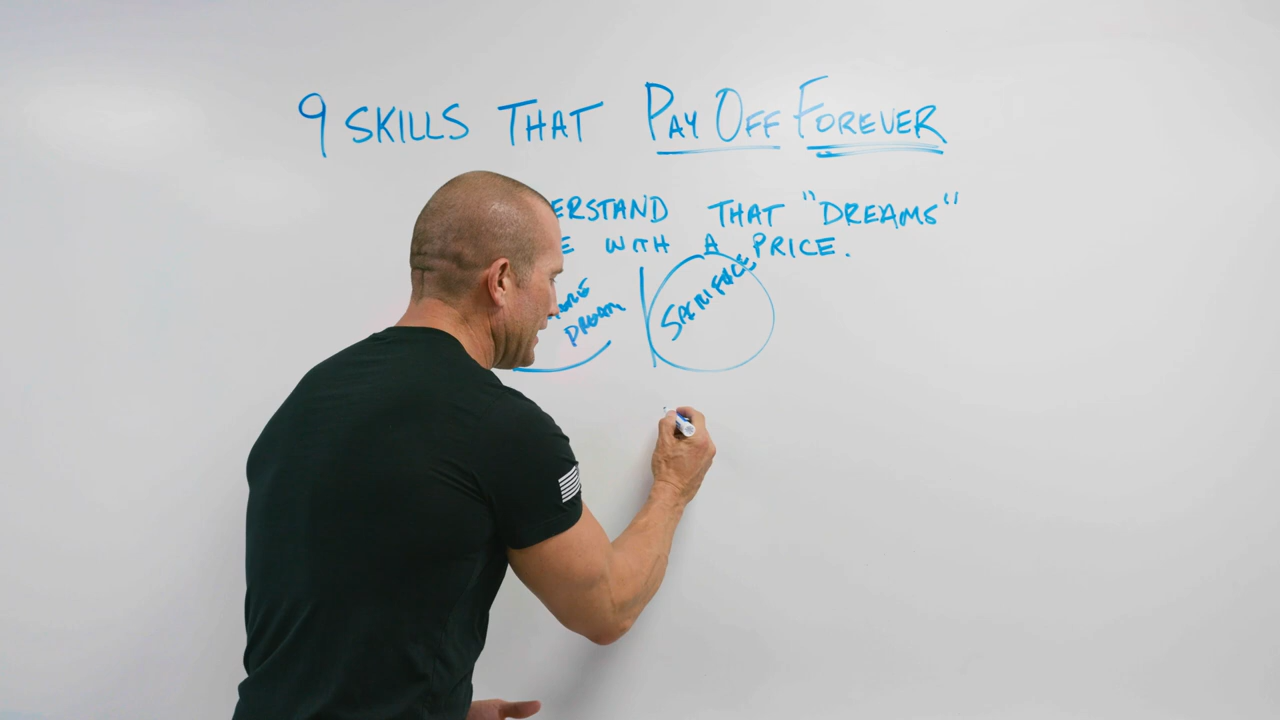 9 SKILLS THAT PAY OFF FOREVER
ERSTAND THAT "DREAMS"
E WITH A PRICE.
DREAM
SACRIFICE